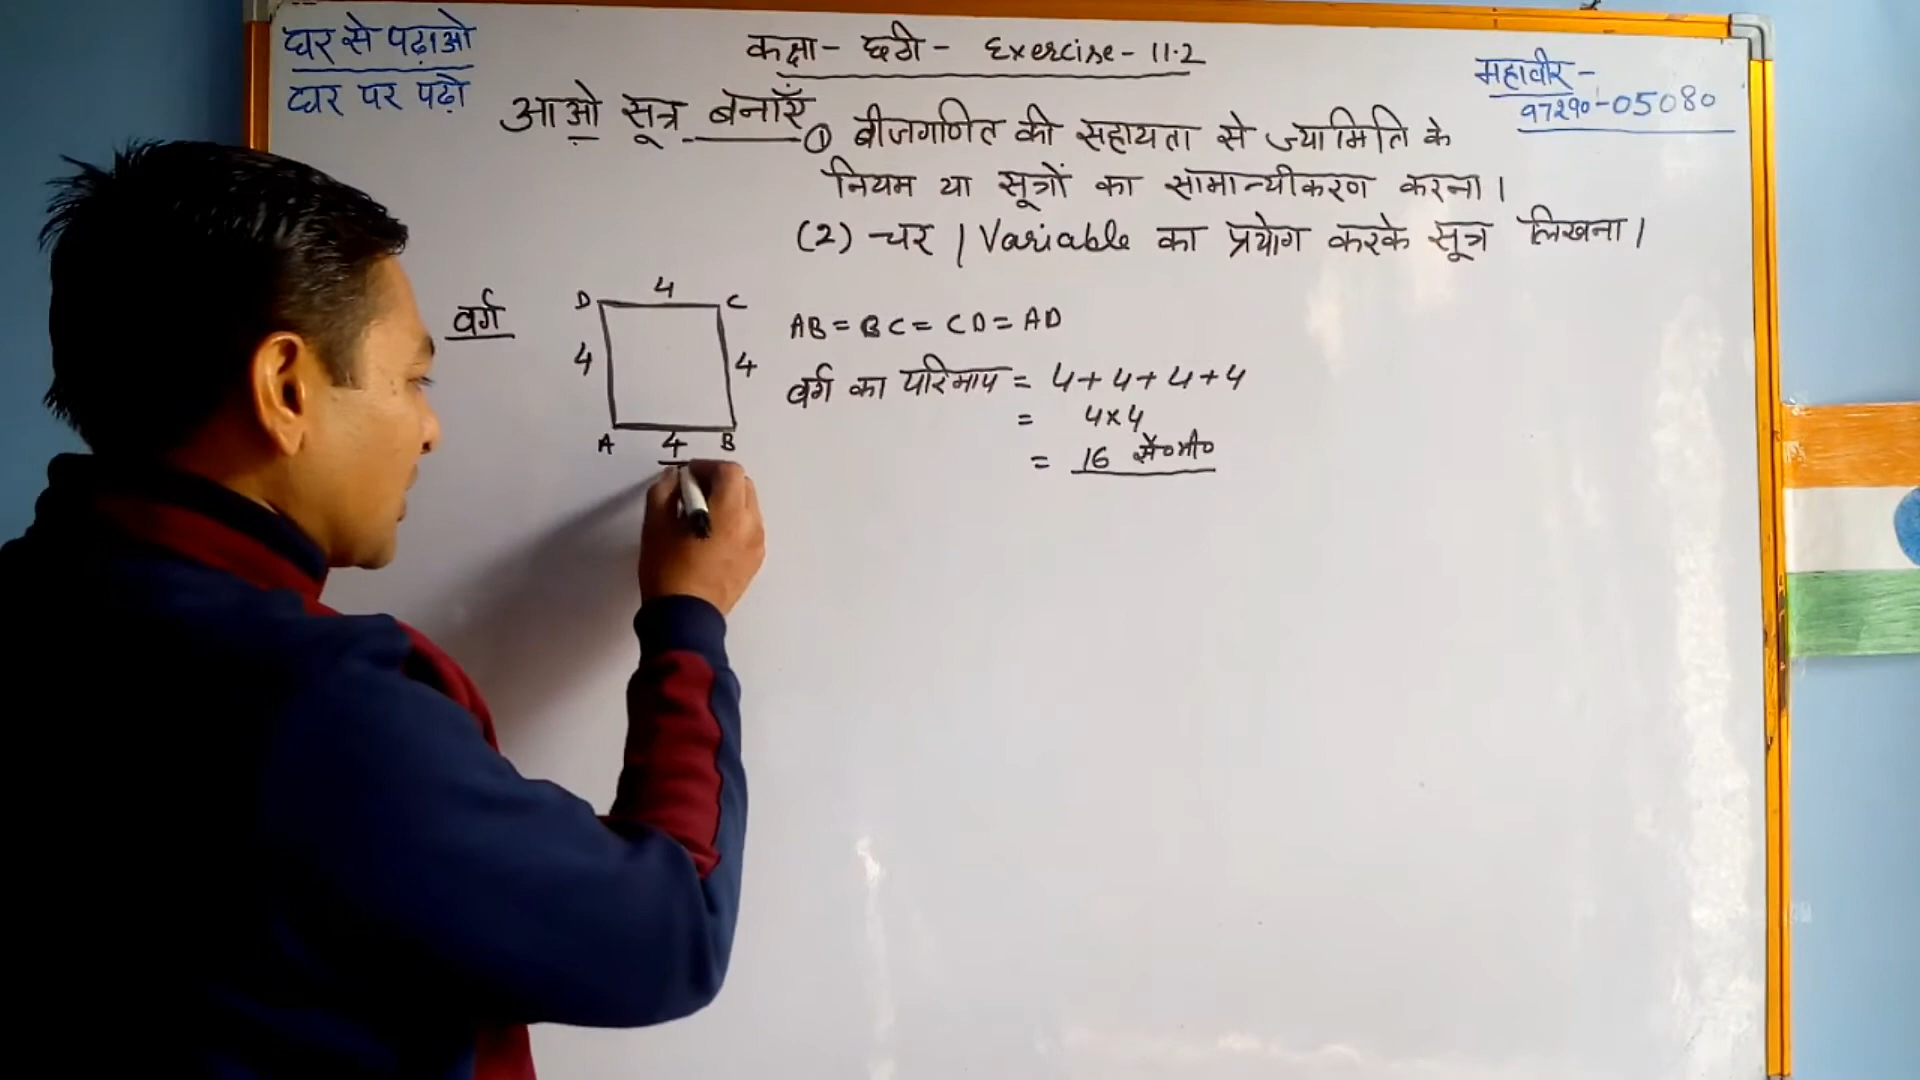 घर से पढ़ाओ
घर पर पढ़ो
कक्षा - छठी - Exercise - 11.2
महावीर -
97290-05080
आओ सूत्र बनाएँ
① बीजगणित की सहायता से ज्यामिति के
नियम या सूत्रों का सामान्यीकरण करना।
(2) चर / Variable का प्रयोग करके सूत्र लिखना।
वर्ग
D 4 C
4 4
A 4 B
AB = BC = CD = AD
वर्ग का परिमाप = 4+4+4+4
= 4×4
= 16 सें०मी०